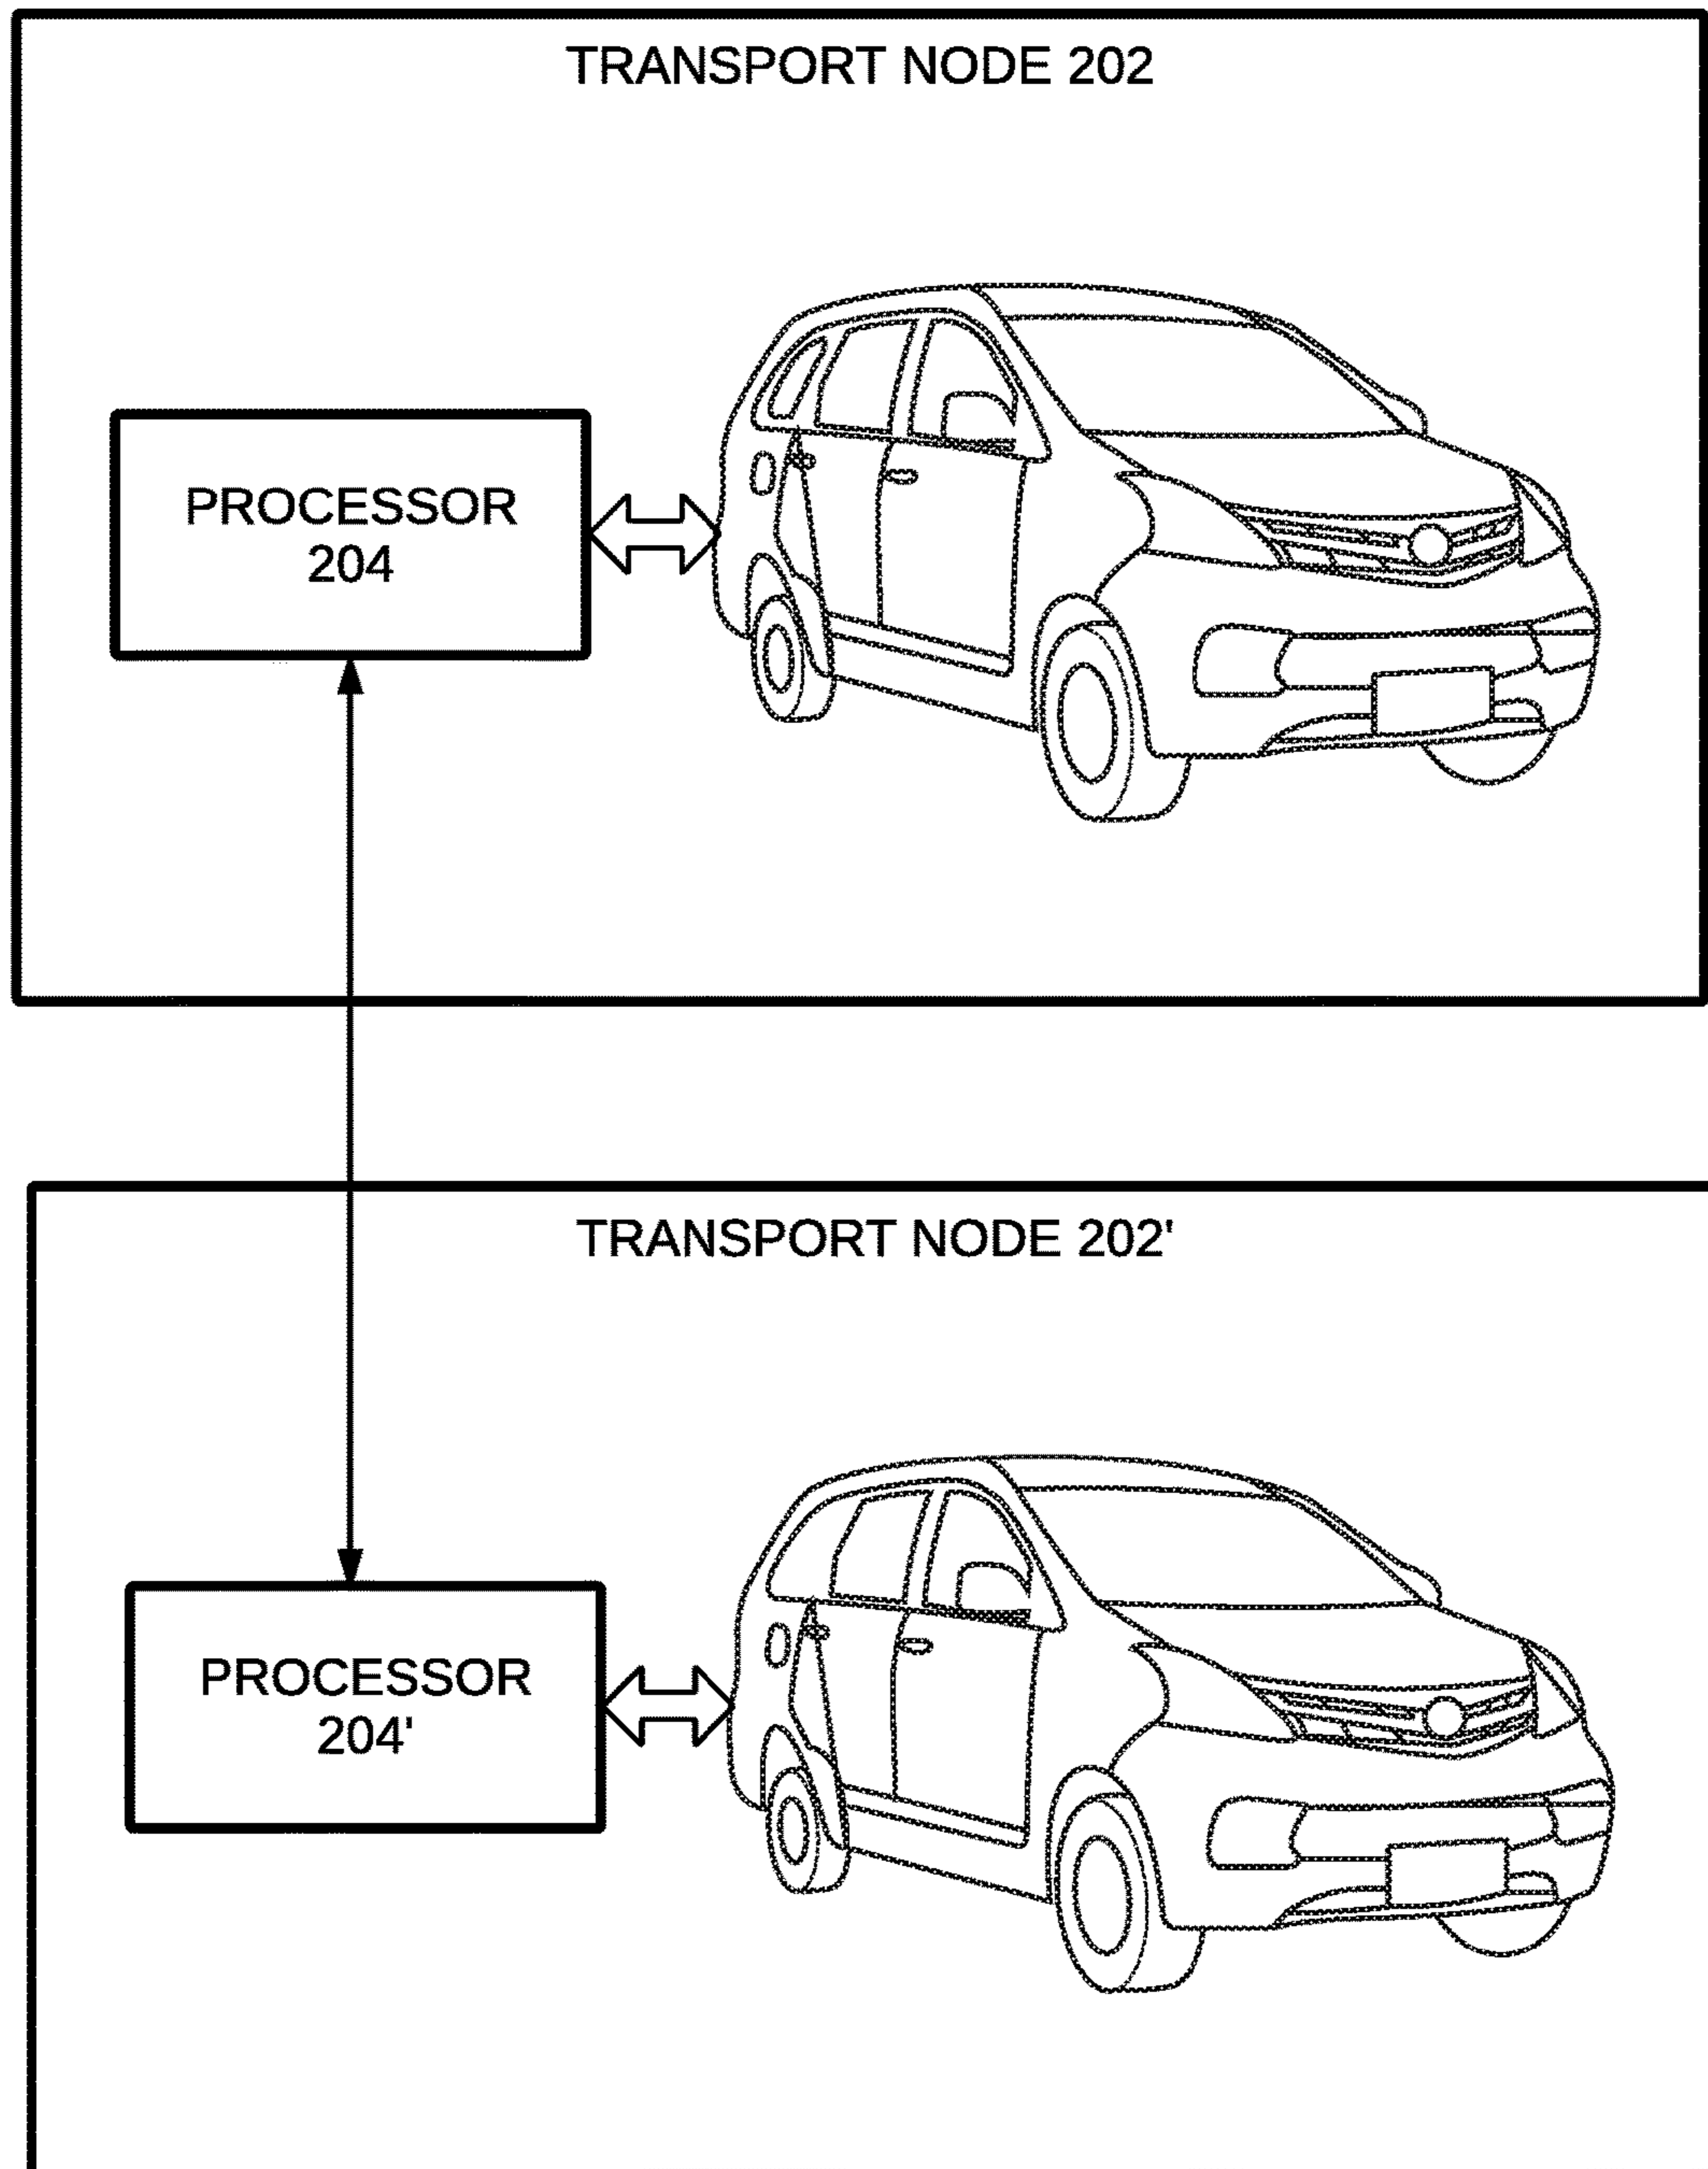 TRANSPORT NODE 202
PROCESSOR
204
TRANSPORT NODE 202'
PROCESSOR
204'